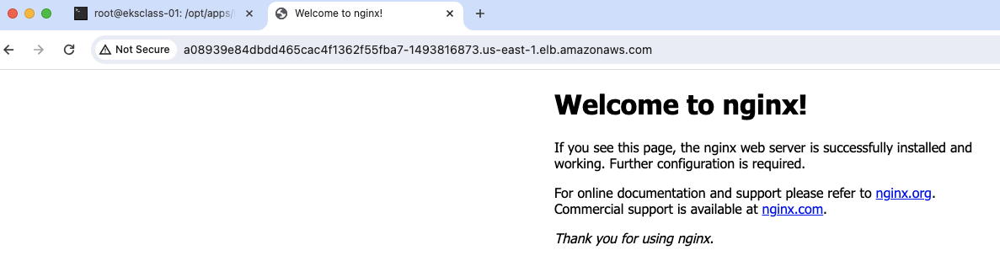 root@eksclass-01: /opt/apps/
Welcome to nginx!
Not Secure
a08939e84dbdd465cac4f1362f55fba7-1493816873.us-east-1.elb.amazonaws.com
Welcome to nginx!
If you see this page, the nginx web server is successfully installed and
working. Further configuration is required.
For online documentation and support please refer to nginx.org.
Commercial support is available at nginx.com.
Thank you for using nginx.